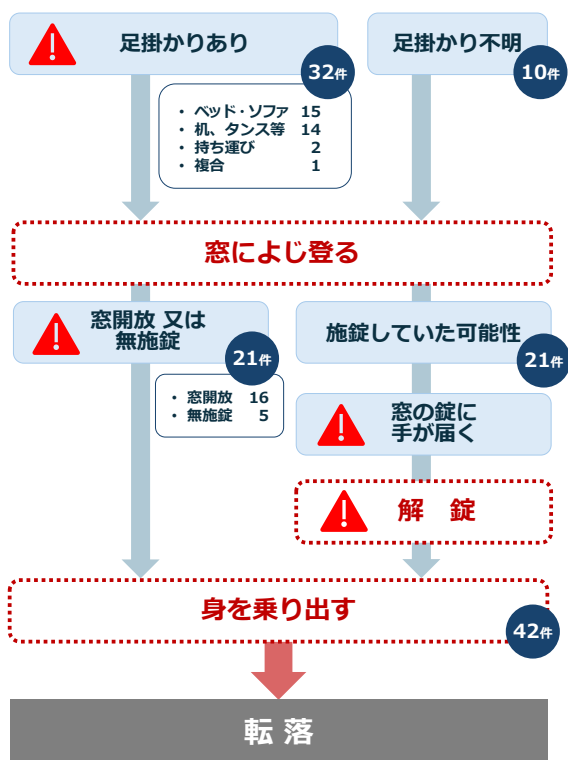 足掛かりあり
32件
足掛かり不明
10件
・ ベッド・ソファ 15
・ 机、タンス等 14
・ 持ち運び 2
・ 複合 1
窓によじ登る
窓開放 又は
無施錠
21件
施錠していた可能性
21件
・ 窓開放 16
・ 無施錠 5
窓の錠に
手が届く
解 錠
身を乗り出す
42件
転落